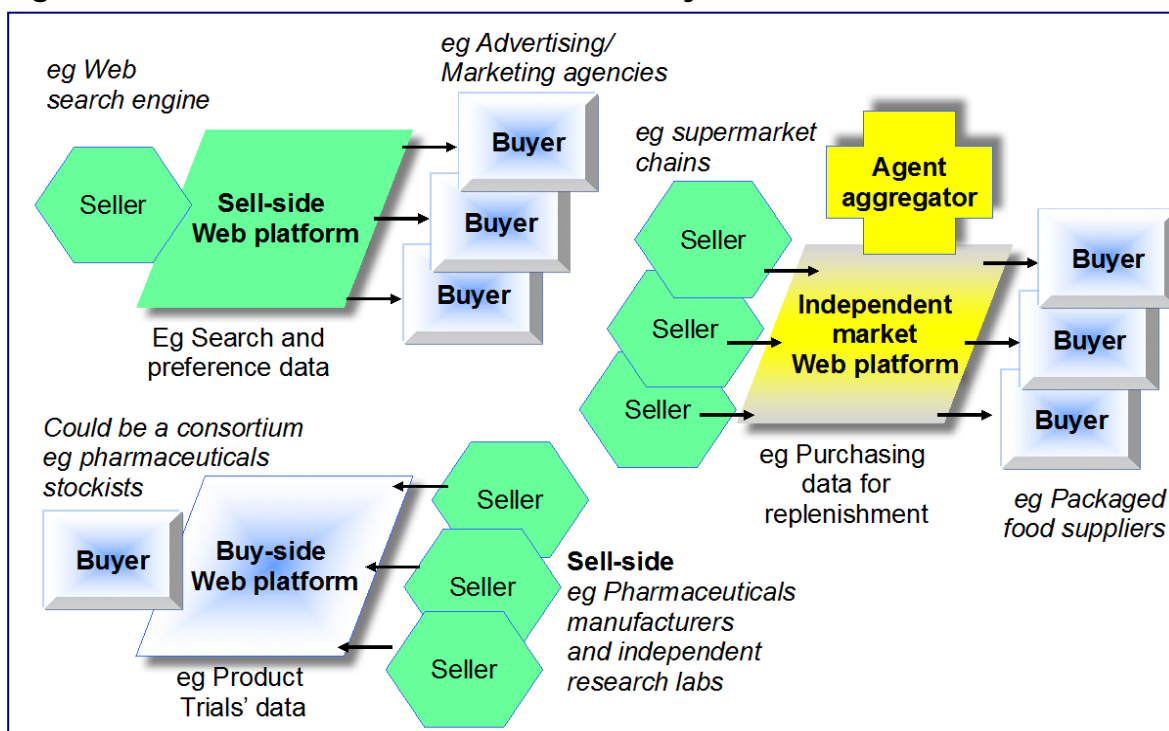 eg Web
search engine
eg Advertising/
Marketing agencies
Seller
Sell-side
Web platform
Buyer
Buyer
Buyer
Eg Search and
preference data
eg supermarket
chains
Agent
aggregator
Seller
Seller
Seller
Independent
market
Web platform
Buyer
Buyer
Buyer
eg Purchasing
data for
replenishment
eg Packaged
food suppliers
Could be a consortium
eg pharmaceuticals
stockists
Buyer
Buy-side
Web platform
Seller
Seller
Seller
Sell-side
eg Pharmaceuticals
manufacturers
and independent
research labs
eg Product
Trials’ data